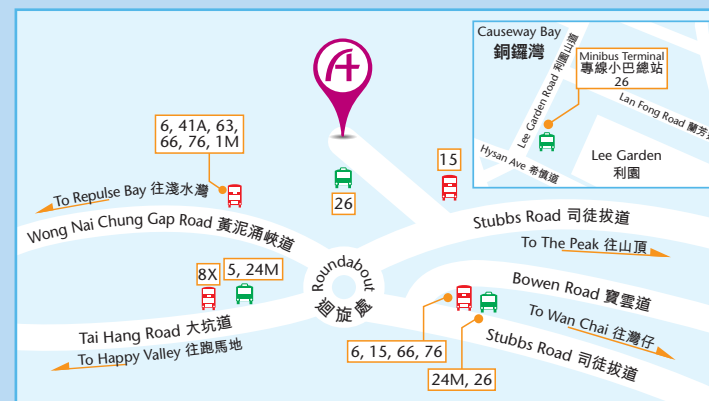 Causeway Bay
銅鑼灣
Lee Garden Road 利園山道
Minibus Terminal
專線小巴總站
26
Lan Fong Road 蘭芳
Hysan Ave 希慎道
Lee Garden
利園
6, 41A, 63,
66, 76, 1M
15
26
To Repulse Bay 往淺水灣
Wong Nai Chung Gap Road 黃泥涌峽道
Stubbs Road 司徒拔道
To The Peak 往山頂
Roundabout
迴旋處
8X
5, 24M
Bowen Road 寶雲道
To Wan Chai 往灣仔
Tai Hang Road 大坑道
To Happy Valley 往跑馬地
6, 15, 66, 76
24M, 26
Stubbs Road 司徒拔道